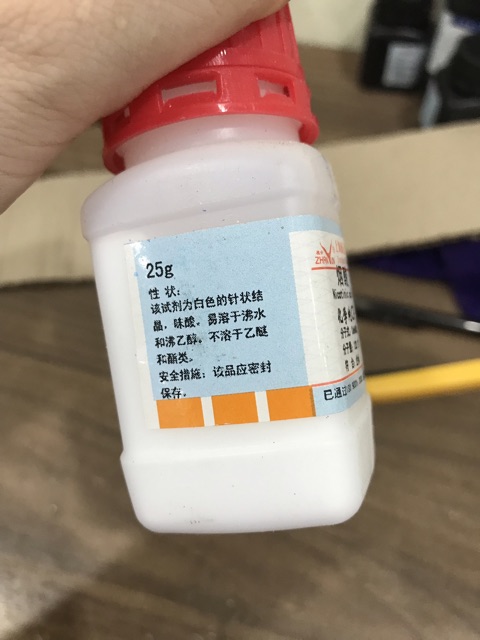 25g
性 状:
该试剂为白色的针状结
晶, 味酸。易溶于沸水
和沸乙醇。不溶于乙醚
和酯类。
安全措施: 该品应密封
保存。
烟酸
已通过